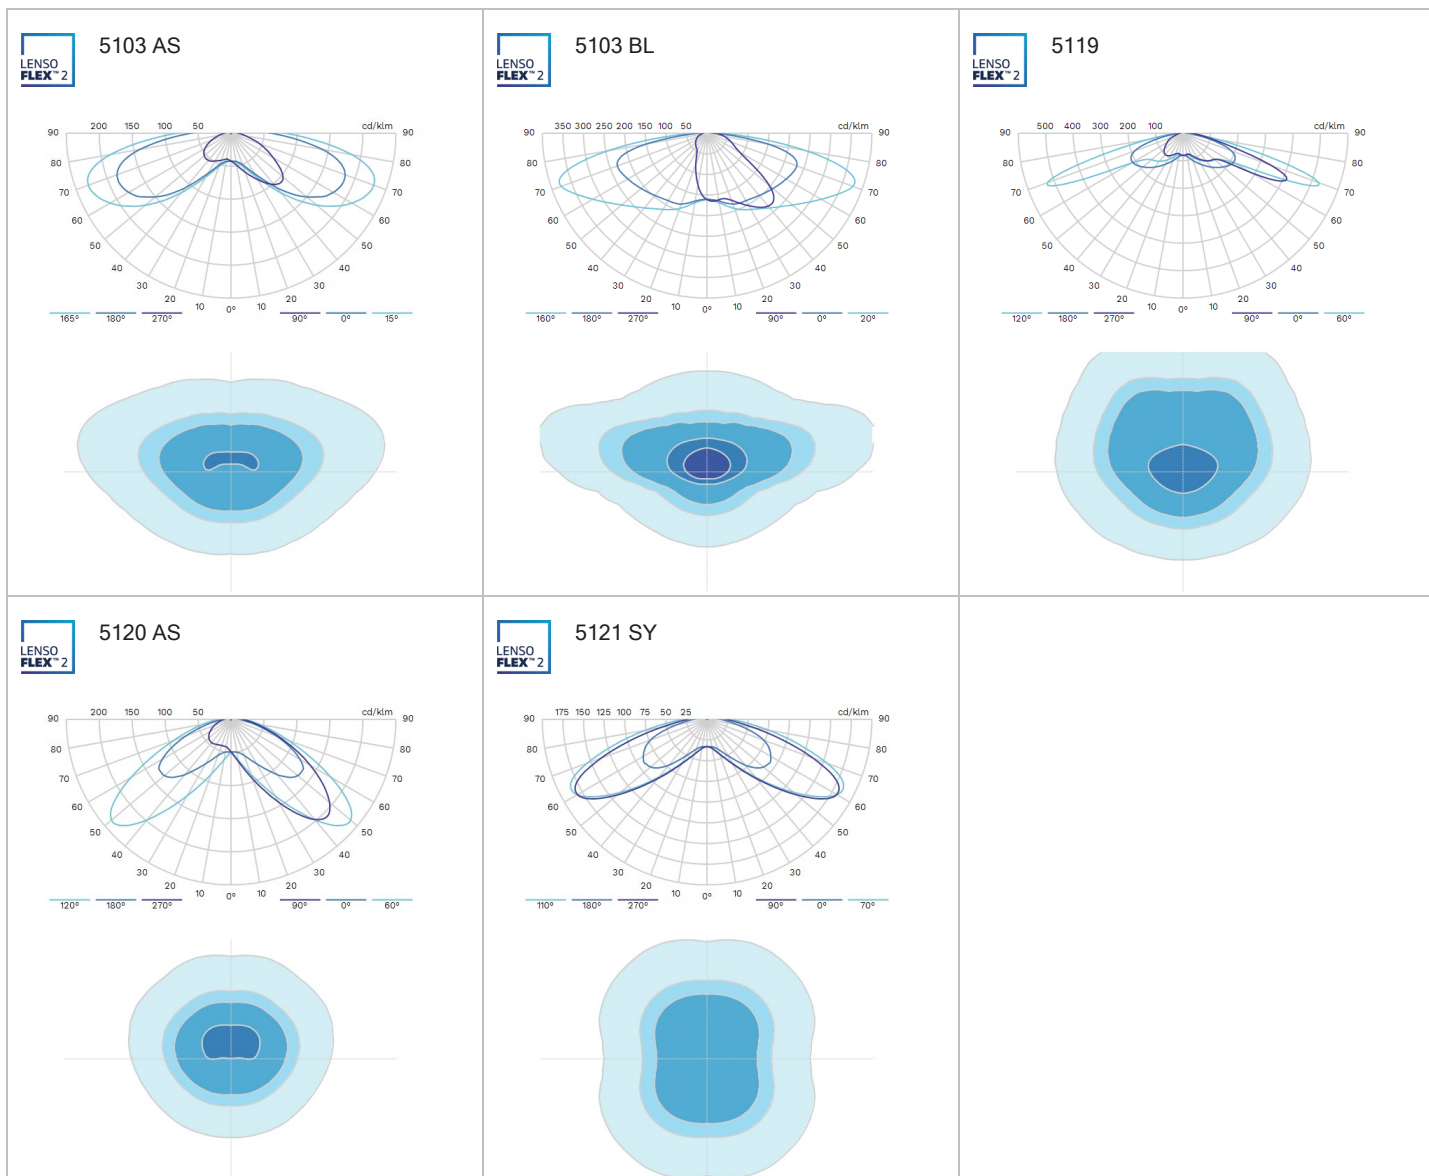 5103 AS
LENSO
FLEX™ 2
90 200 150 100 50 cd/klm 90
80 80
70 70
60 60
50 50
40 40
30 30
20 10 0° 10 20
165° 180° 270° 90° 0° 15°
5103 BL
LENSO
FLEX™ 2
350 300 250 200 150 100 50 cd/klm 90
80 80
70 70
60 60
50 50
40 40
30 30
20 10 0° 10 20
160° 180° 270° 90° 0° 20°
5119
LENSO
FLEX™ 2
90 500 400 300 200 100 cd/klm 90
80 80
70 70
60 60
50 50
40 40
30 30
20 10 0° 10 20
120° 180° 270° 90° 0° 60°
5120 AS
LENSO
FLEX™ 2
90 200 150 100 50 cd/klm 90
80 80
70 70
60 60
50 50
40 40
30 30
20 10 0° 10 20
120° 180° 270° 90° 0° 60°
5121 SY
LENSO
FLEX™ 2
175 150 125 100 75 50 25 cd/klm 90
80 80
70 70
60 60
50 50
40 40
30 30
20 10 0° 10 20
110° 180° 270° 90° 0° 70°